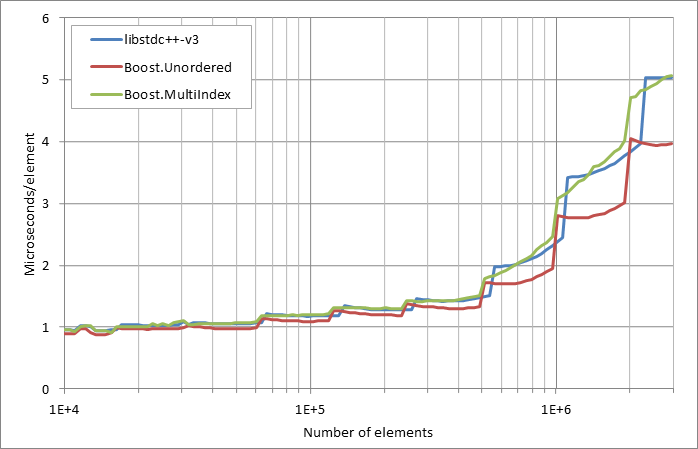 6
libstdc++-v3
Boost.Unordered
Boost.MultiIndex
5
4
3
2
1
0
Microseconds/element
1E+4 1E+5 1E+6
Number of elements